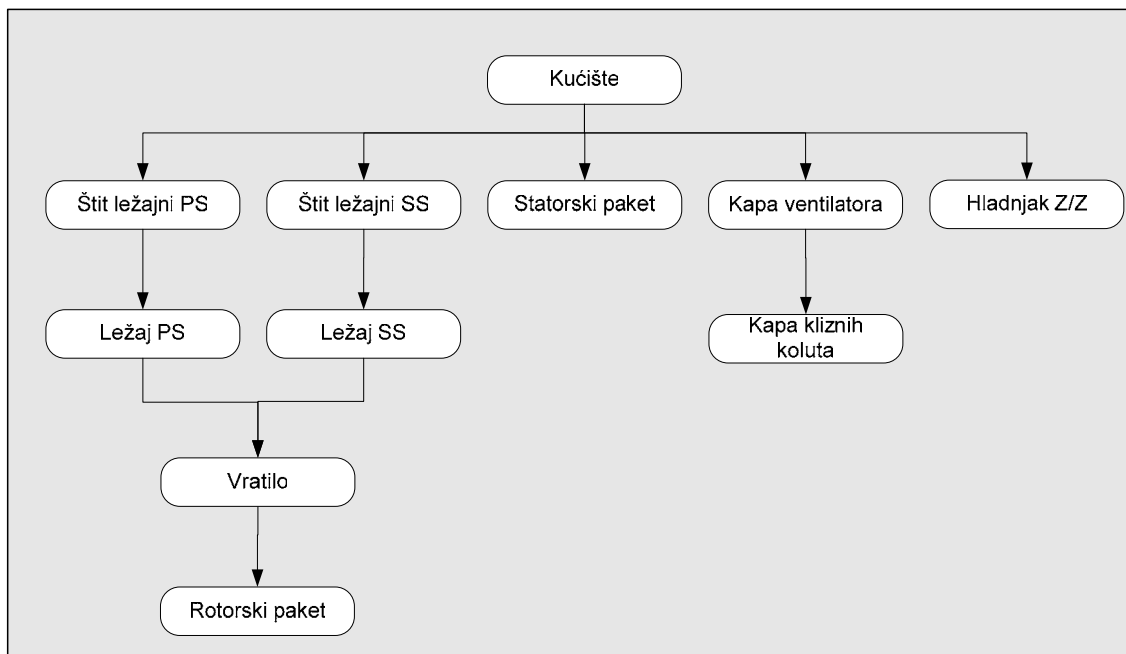 Kućište
Štit ležajni PS
Štit ležajni SS
Statorski paket
Kapa ventilatora
Hladnjak Z/Z
Ležaj PS
Ležaj SS
Kapa kliznih
koluta
Vratilo
Rotorski paket